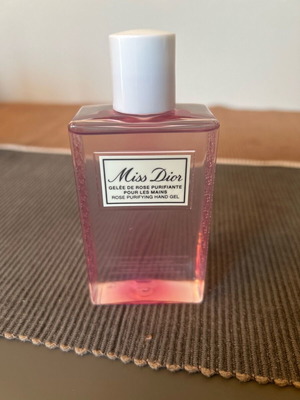 Miss Dior
GELÉE DE ROSE PURIFIANTE
POUR LES MAINS
ROSE PURIFYING HAND GEL